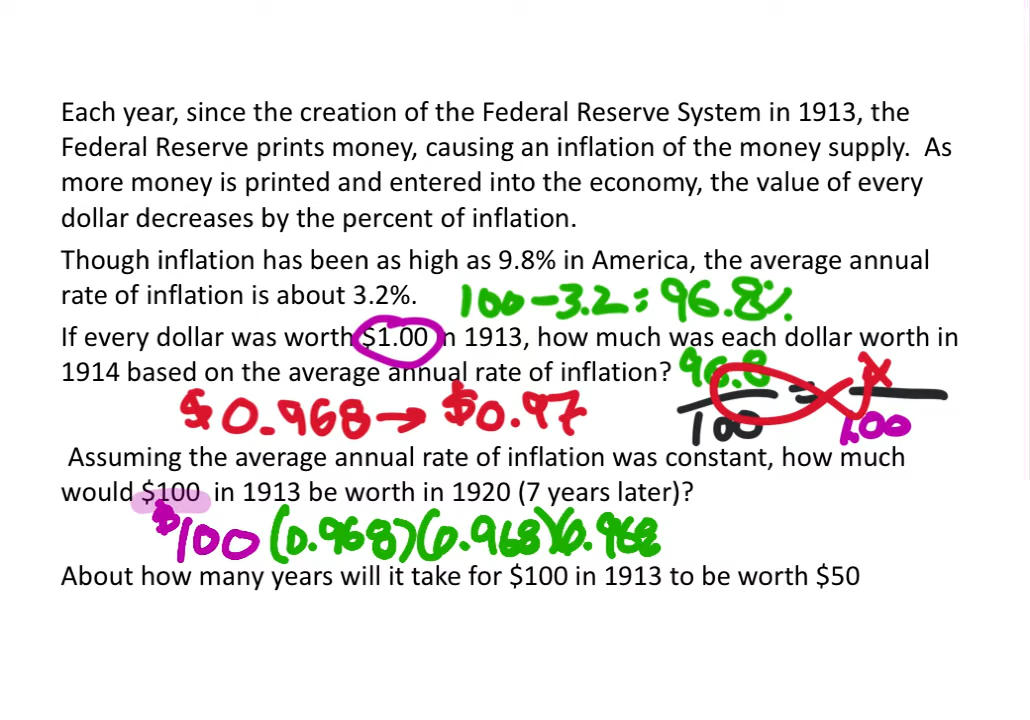 Each year, since the creation of the Federal Reserve System in 1913, the
Federal Reserve prints money, causing an inflation of the money supply.  As
more money is printed and entered into the economy, the value of every
dollar decreases by the percent of inflation.
Though inflation has been as high as 9.8% in America, the average annual
rate of inflation is about 3.2%.
100 - 3.2 = 96.8%
If every dollar was worth $1.00 in 1913, how much was each dollar worth in
1914 based on the average annual rate of inflation?
96.8/100 = x/1.00
$0.968 → $0.97
Assuming the average annual rate of inflation was constant, how much
would $100 in 1913 be worth in 1920 (7 years later)?
$100 (0.968)(0.968)(0.968
About how many years will it take for $100 in 1913 to be worth $50